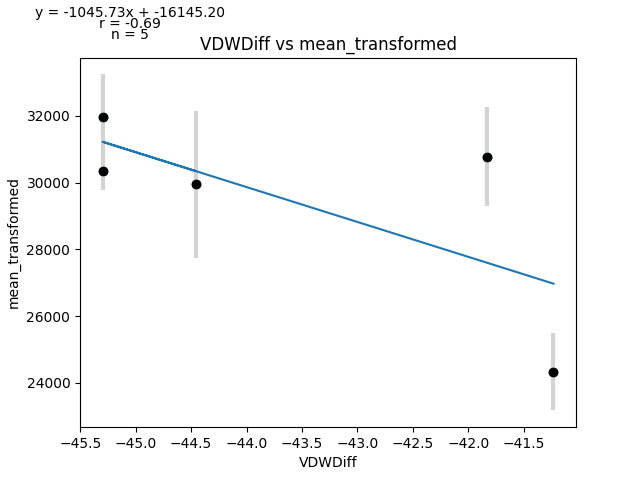 y = -1045.73x + -16145.20
r = -0.69
n = 5
VDWDiff vs mean_transformed
mean_transformed
32000
30000
28000
26000
24000
−45.5 −45.0 −44.5 −44.0 −43.5 −43.0 −42.5 −42.0 −41.5
VDWDiff